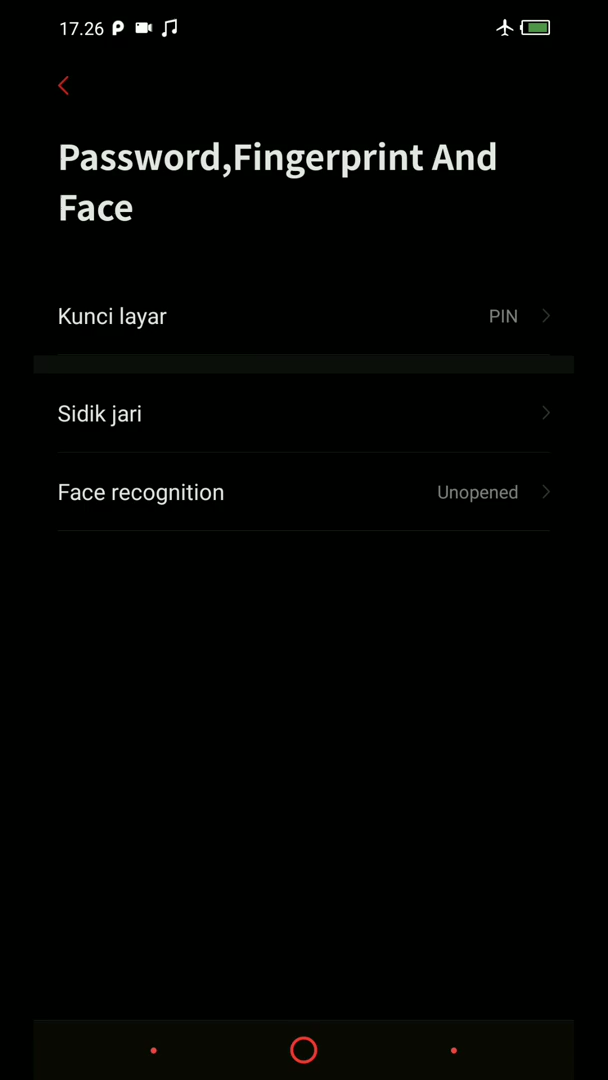 17.26
Password,Fingerprint And
Face
Kunci layar PIN
Sidik jari
Face recognition Unopened